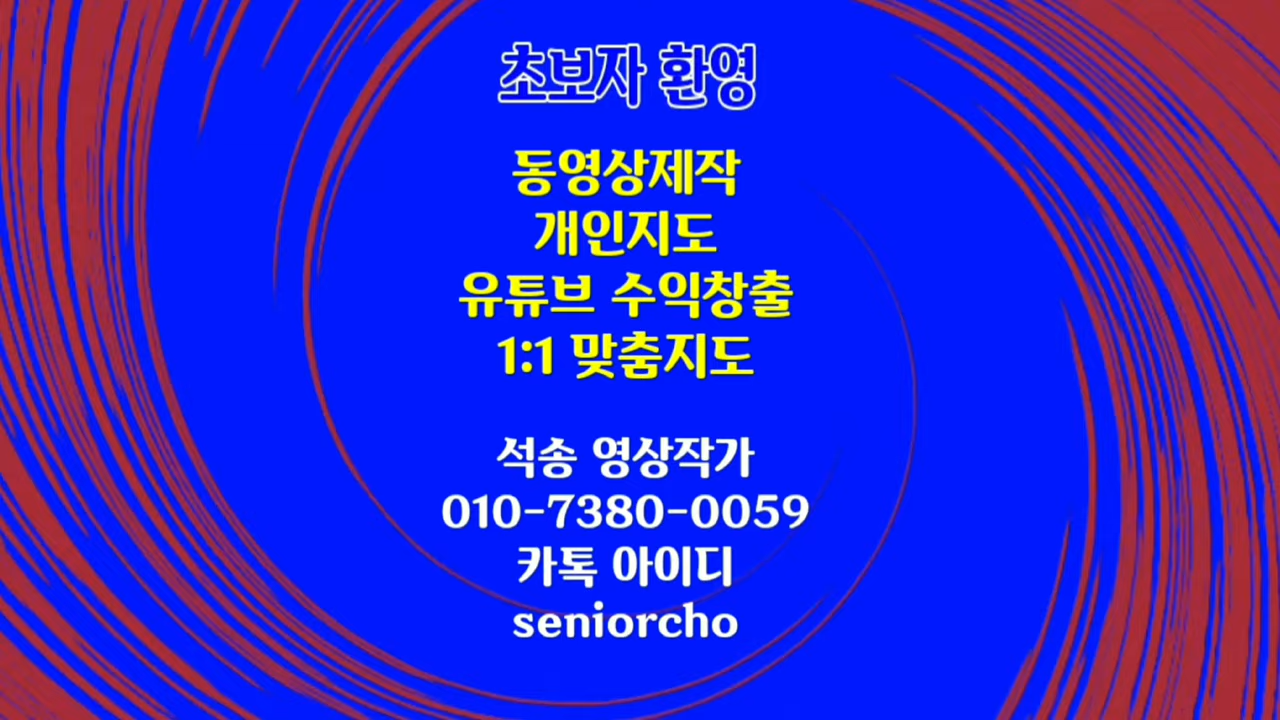 초보자 환영
동영상제작
개인지도
유튜브 수익창출
1:1 맞춤지도
석송 영상작가
010-7380-0059
카톡 아이디
seniorcho